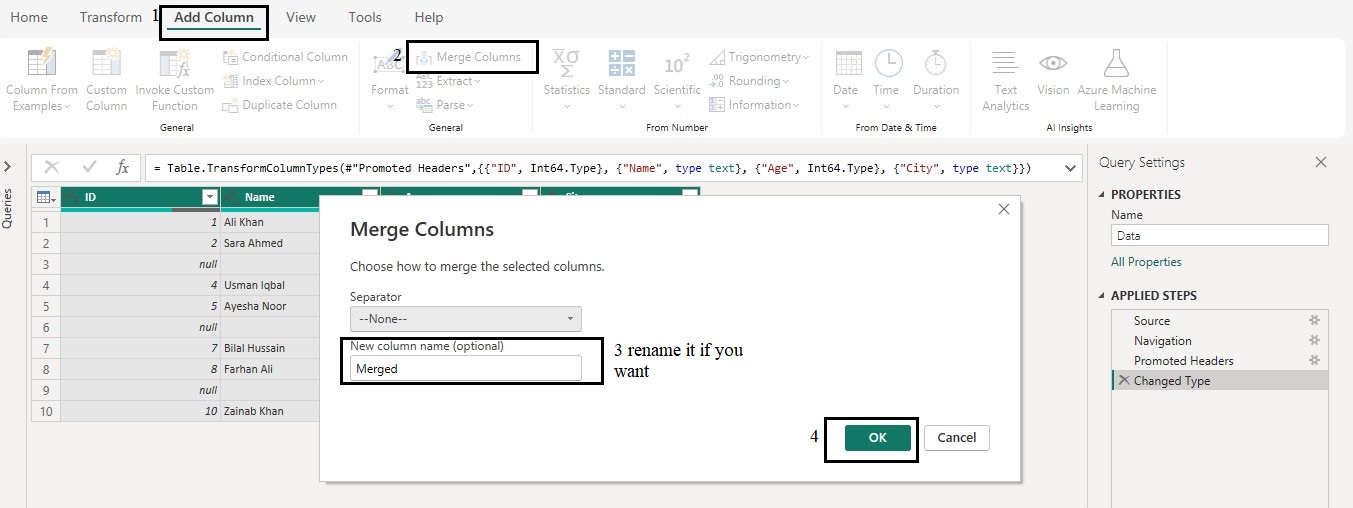 Home Transform 1 Add Column View Tools Help
Column From Examples
Custom Column
Invoke Custom Function
Conditional Column
Index Column
Duplicate Column
General
Format
2 Merge Columns
ABC
123 Extract
abc Parse
General
Statistics
Standard
10² Scientific
Trigonometry
.00 Rounding
Information
From Number
Date
Time
Duration
From Date & Time
Text Analytics
Vision
Azure Machine Learning
AI Insights
Queries
fx = Table.TransformColumnTypes(#"Promoted Headers",{{"ID", Int64.Type}, {"Name", type text}, {"Age", Int64.Type}, {"City", type text}})
ID Name
1 1 Ali Khan
2 2 Sara Ahmed
3 null
4 4 Usman Iqbal
5 5 Ayesha Noor
6 null
7 7 Bilal Hussain
8 8 Farhan Ali
9 null
10 10 Zainab Khan
Merge Columns
Choose how to merge the selected columns.
Separator
--None--
New column name (optional)
Merged
3 rename it if you
want
4 OK Cancel
Query Settings
PROPERTIES
Name
Data
All Properties
APPLIED STEPS
Source
Navigation
Promoted Headers
Changed Type